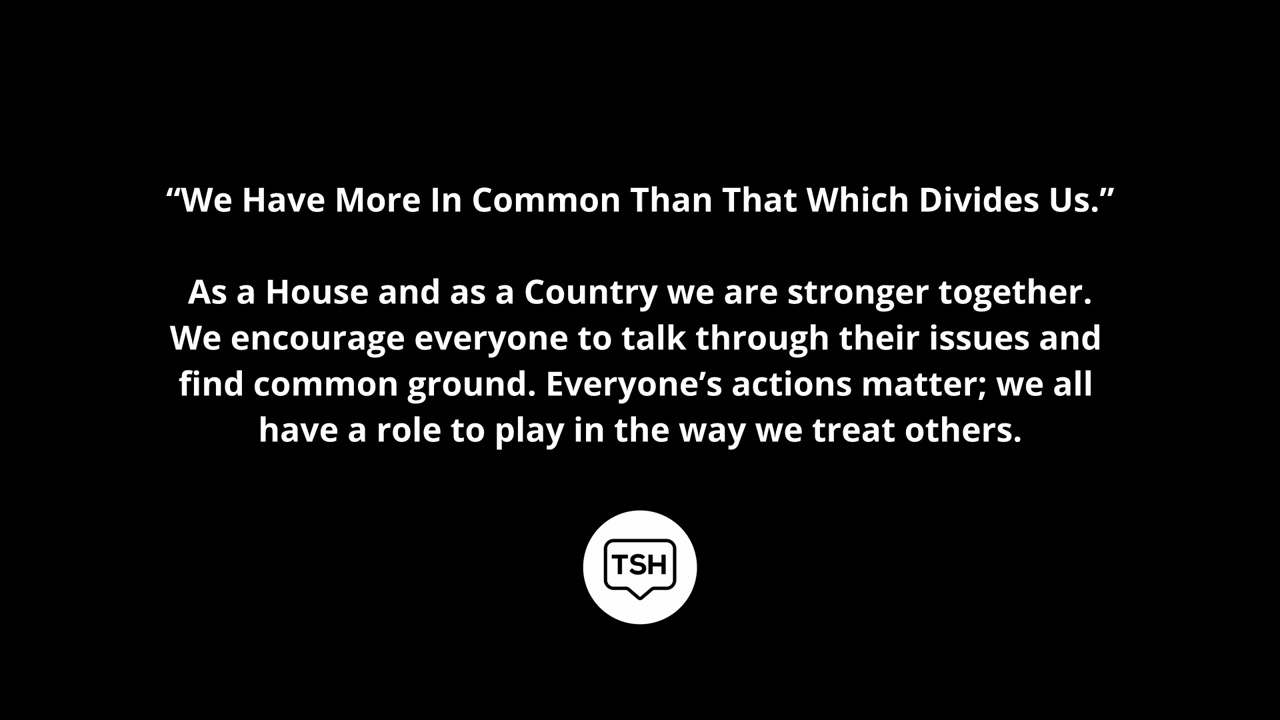 “We Have More In Common Than That Which Divides Us.”
As a House and as a Country we are stronger together.
We encourage everyone to talk through their issues and
find common ground. Everyone’s actions matter; we all
have a role to play in the way we treat others.
TSH